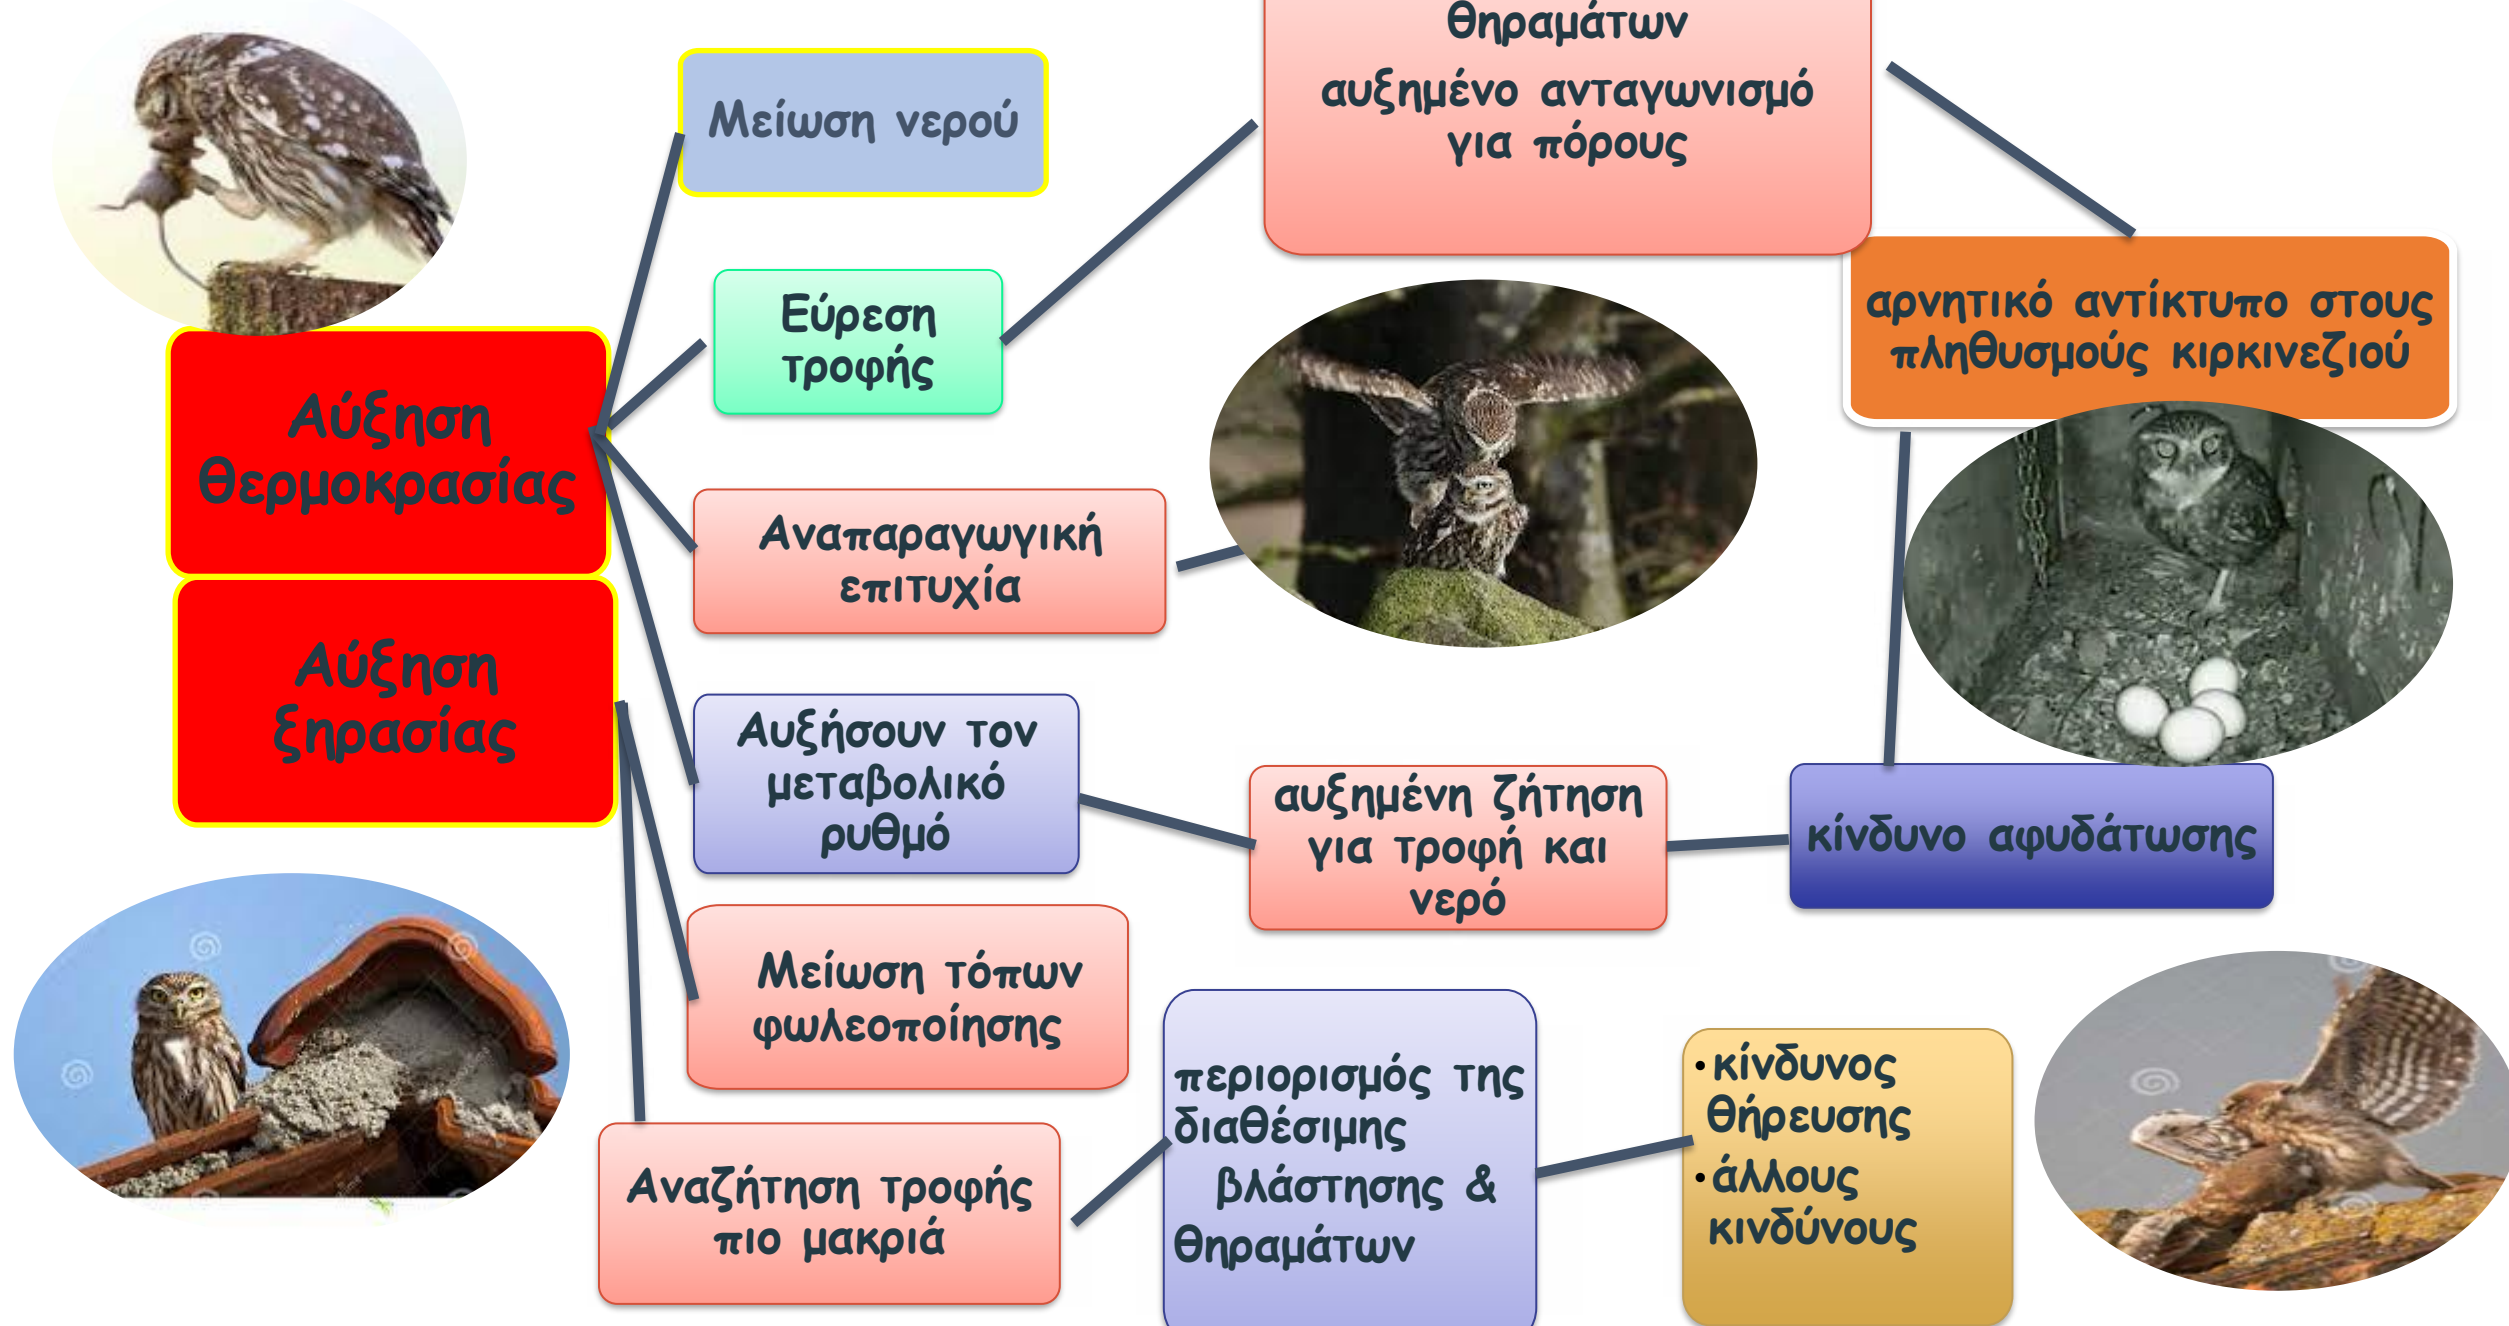 θηραμάτων
αυξημένο ανταγωνισμό
για πόρους
Μείωση νερού
Εύρεση
τροφής
αρνητικό αντίκτυπο στους
πληθυσμούς κιρκινεζιού
Αύξηση
θερμοκρασίας
Αναπαραγωγική
επιτυχία
Αύξηση
ξηρασίας
Αυξήσουν τον
μεταβολικό
ρυθμό
αυξημένη ζήτηση
για τροφή και
νερό
κίνδυνο αφυδάτωσης
Μείωση τόπων
φωλεοποίησης
Αναζήτηση τροφής
πιο μακριά
περιορισμός της
διαθέσιμης
βλάστησης &
θηραμάτων
•κίνδυνος
θήρευσης
•άλλους
κινδύνους